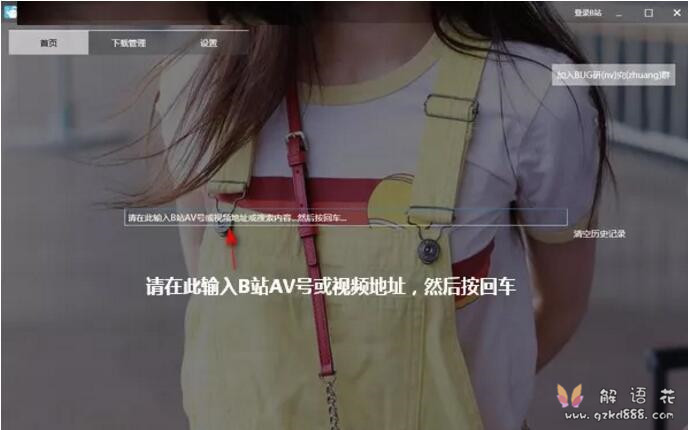 登录B站
首页
下载管理
设置
加入BUG研(nv)究(zhuang)群
请在此输入B站AV号或视频地址或搜索内容...然后按回车...
清空历史记录
请在此输入B站AV号或视频地址，然后按回车
解语花
www.gzkd888.com